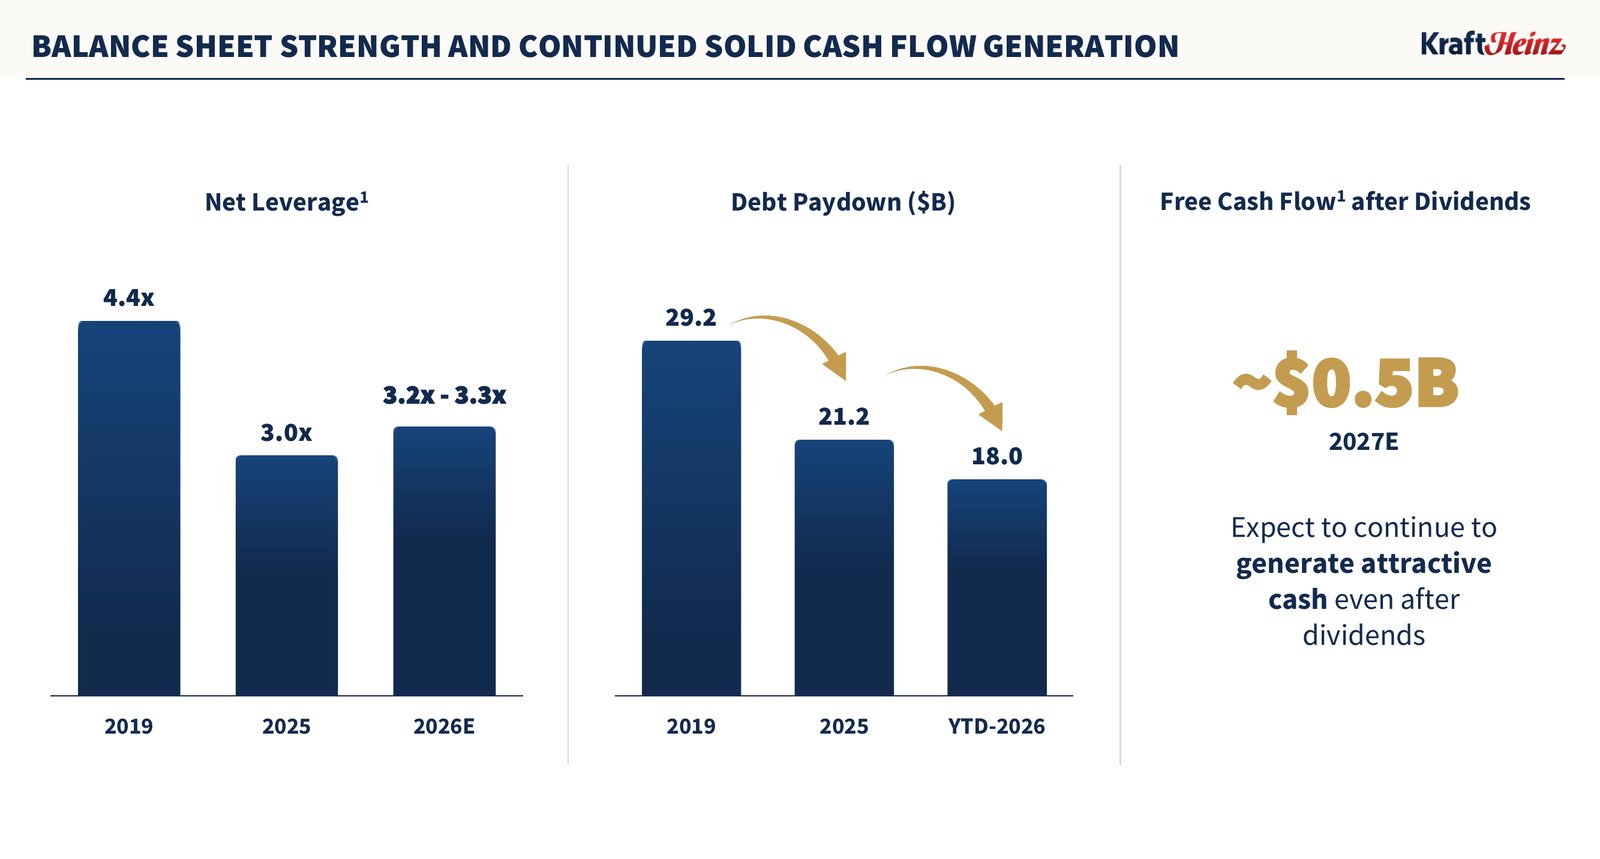 BALANCE SHEET STRENGTH AND CONTINUED SOLID CASH FLOW GENERATION
KraftHeinz
Net Leverage¹
4.4x
3.0x
3.2x - 3.3x
2019
2025
2026E
Debt Paydown ($B)
29.2
21.2
18.0
2019
2025
YTD-2026
Free Cash Flow¹ after Dividends
~$0.5B
2027E
Expect to continue to
generate attractive
cash even after
dividends